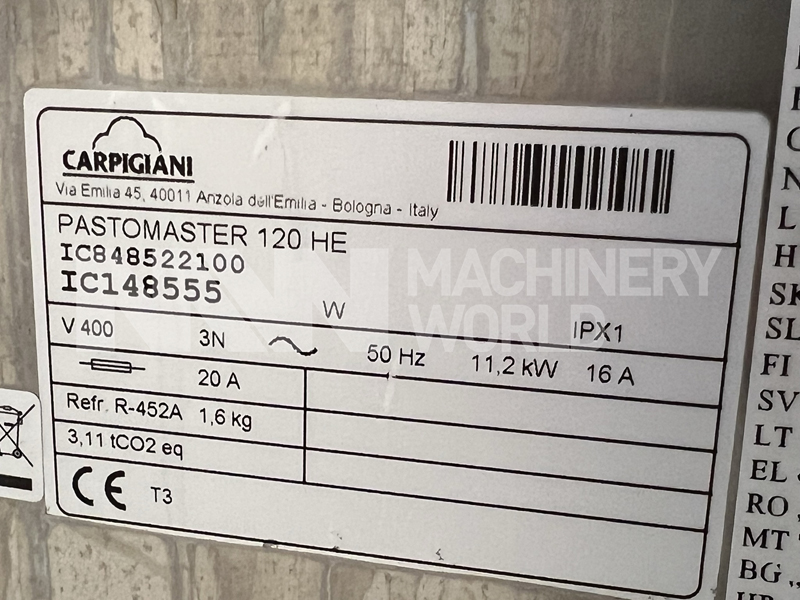 CARPIGIANI
Via Emilia 45, 40011 Anzola dell'Emilia - Bologna - Italy
PASTOMASTER 120 HE
IC848522100
IC148555
W
IPX1
V 400 3N 50 Hz 11,2 kW 16 A
20 A
Refr. R-452A 1,6 kg
3,11 tCO2 eq
CE T3
MACHINERY
WORLD
N
L
H
SK
SL
FI
SV
LT
EL
RO
MT
BG